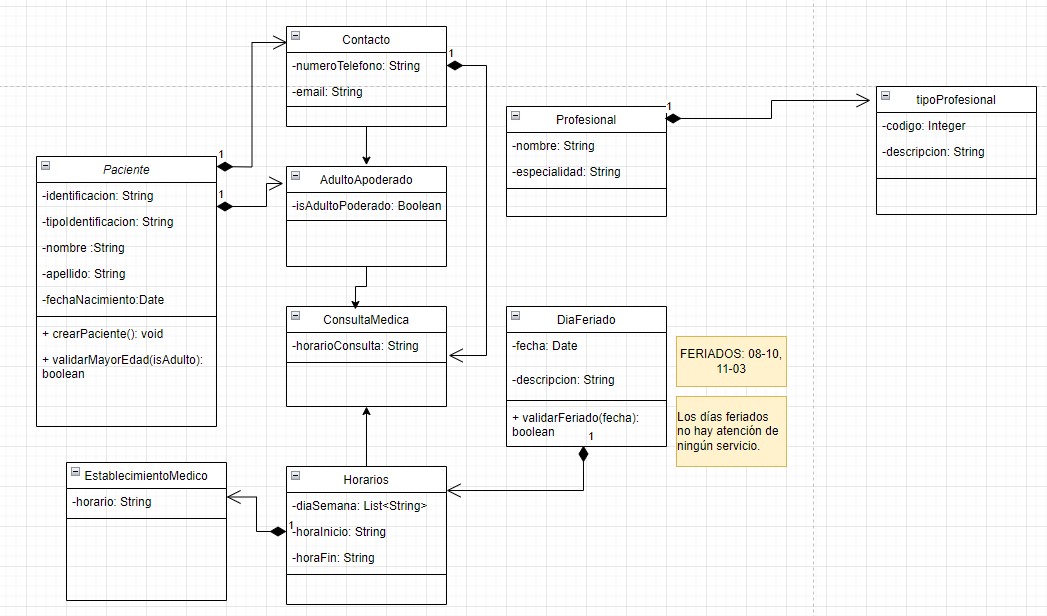 Contacto
-numeroTelefono: String
-email: String
1
Profesional
-nombre: String
-especialidad: String
1
tipoProfesional
-codigo: Integer
-descripcion: String
Paciente
-identificacion: String
-tipoIdentificacion: String
-nombre :String
-apellido: String
-fechaNacimiento:Date
+ crearPaciente(): void
+ validarMayorEdad(isAdulto):
boolean
1
1
AdultoApoderado
-isAdultoPoderado: Boolean
ConsultaMedica
-horarioConsulta: String
DiaFeriado
-fecha: Date
-descripcion: String
+ validarFeriado(fecha):
boolean
1
FERIADOS: 08-10,
11-03
Los días feriados
no hay atención de
ningún servicio.
EstablecimientoMedico
-horario: String
Horarios
-diaSemana: List<String>
1
-horaInicio: String
-horaFin: String